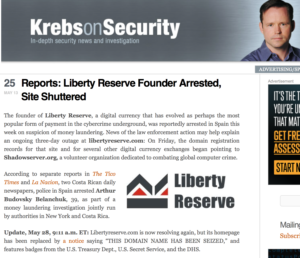 KrebsonSecurity
In-depth security news and investigation
ADVERTISING/SP
25
MAY 13
Reports: Liberty Reserve Founder Arrested,
Site Shuttered
The founder of Liberty Reserve, a digital currency that has evolved as perhaps the most
popular form of payment in the cybercrime underground, was reportedly arrested in Spain this
week on suspicion of money laundering. News of the law enforcement action may help explain
an ongoing three-day outage at libertyreserve.com: On Friday, the domain registration
records for that site and for several other digital currency exchanges began pointing to
Shadowserver.org, a volunteer organization dedicated to combating global computer crime.
According to separate reports in The Tico
Times and La Nacion, two Costa Rican daily
newspapers, police in Spain arrested Arthur
Budovsky Belanchuk, 39, as part of a
money laundering investigation jointly run
by authorities in New York and Costa Rica.
Liberty
Reserve
Update, May 28, 9:11 a.m. ET: Libertyreserve.com is now resolving again, but its homepage
has been replaced by a notice saying “THIS DOMAIN NAME HAS BEEN SEIZED,” and
features badges from the U.S. Treasury Dept., U.S. Secret Service, and the DHS.
Advertisement
IT'S THE T
YOU'RE UN
THAT MA
GET FRE
ASSESS
START N
Mailing
Subscri